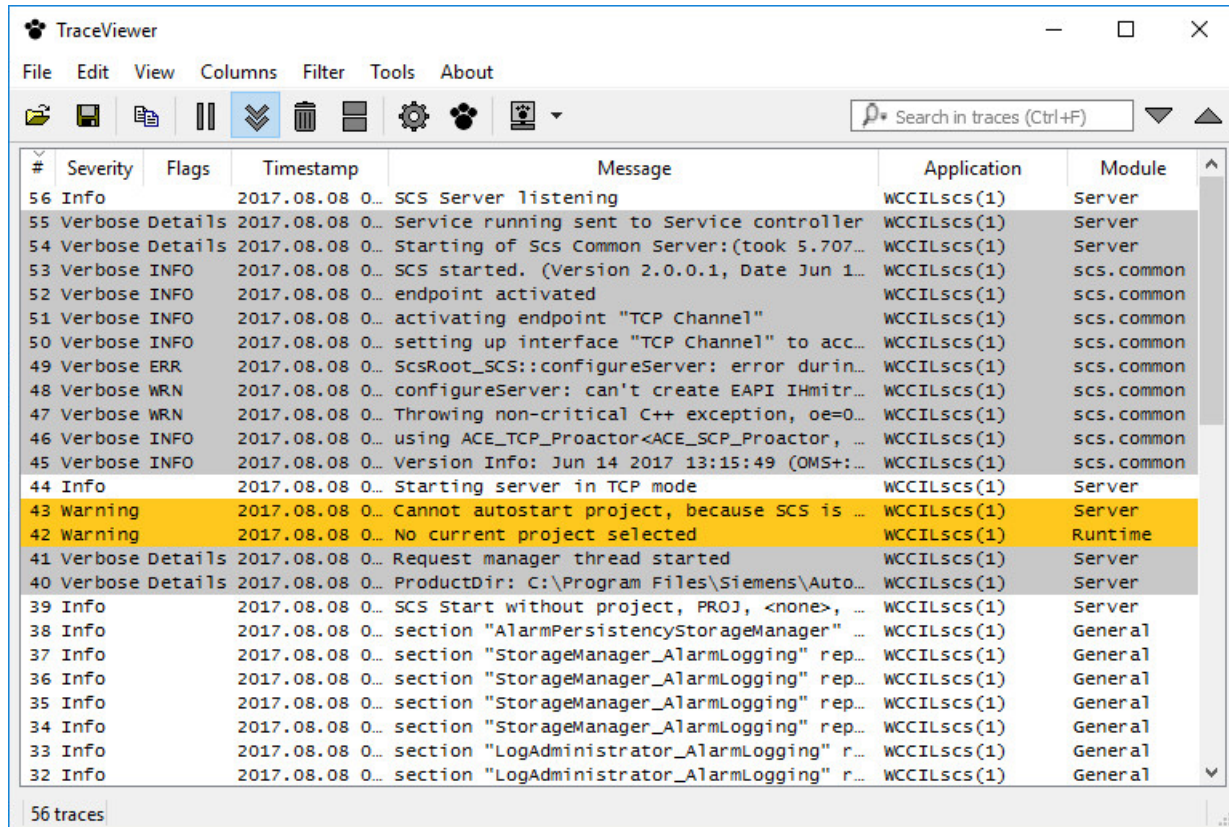 TraceViewer
File Edit View Columns Filter Tools About
Search in traces (Ctrl+F)
# Severity Flags Timestamp Message Application Module
56 Info 2017.08.08 0… SCS Server listening WCCILscs(1) Server
55 Verbose Details 2017.08.08 0… Service running sent to Service controller WCCILscs(1) Server
54 Verbose Details 2017.08.08 0… Starting of Scs Common Server:(took 5.707… WCCILscs(1) Server
53 Verbose INFO 2017.08.08 0… SCS started. (Version 2.0.0.1, Date Jun 1… WCCILscs(1) scs.common
52 Verbose INFO 2017.08.08 0… endpoint activated WCCILscs(1) scs.common
51 Verbose INFO 2017.08.08 0… activating endpoint "TCP Channel" WCCILscs(1) scs.common
50 Verbose INFO 2017.08.08 0… setting up interface "TCP Channel" to acc… WCCILscs(1) scs.common
49 Verbose ERR 2017.08.08 0… ScsRoot_SCS::configureServer: error durin… WCCILscs(1) scs.common
48 Verbose WRN 2017.08.08 0… configureServer: can't create EAPI IHmitr… WCCILscs(1) scs.common
47 Verbose WRN 2017.08.08 0… Throwing non-critical C++ exception, oe=0… WCCILscs(1) scs.common
46 Verbose INFO 2017.08.08 0… using ACE_TCP_Proactor<ACE_SCP_Proactor, … WCCILscs(1) scs.common
45 Verbose INFO 2017.08.08 0… Version Info: Jun 14 2017 13:15:49 (OMS+:… WCCILscs(1) scs.common
44 Info 2017.08.08 0… Starting server in TCP mode WCCILscs(1) Server
43 Warning 2017.08.08 0… Cannot autostart project, because SCS is … WCCILscs(1) Server
42 Warning 2017.08.08 0… No current project selected WCCILscs(1) Runtime
41 Verbose Details 2017.08.08 0… Request manager thread started WCCILscs(1) Server
40 Verbose Details 2017.08.08 0… ProductDir: C:\Program Files\Siemens\Auto… WCCILscs(1) Server
39 Info 2017.08.08 0… SCS Start without project, PROJ, <none>, … WCCILscs(1) Server
38 Info 2017.08.08 0… section "AlarmPersistencyStorageManager" … WCCILscs(1) General
37 Info 2017.08.08 0… section "StorageManager_AlarmLogging" rep… WCCILscs(1) General
36 Info 2017.08.08 0… section "StorageManager_AlarmLogging" rep… WCCILscs(1) General
35 Info 2017.08.08 0… section "StorageManager_AlarmLogging" rep… WCCILscs(1) General
34 Info 2017.08.08 0… section "StorageManager_AlarmLogging" rep… WCCILscs(1) General
33 Info 2017.08.08 0… section "LogAdministrator_AlarmLogging" r… WCCILscs(1) General
32 Info 2017.08.08 0… section "LogAdministrator_AlarmLogging" r… WCCILscs(1) General
56 traces